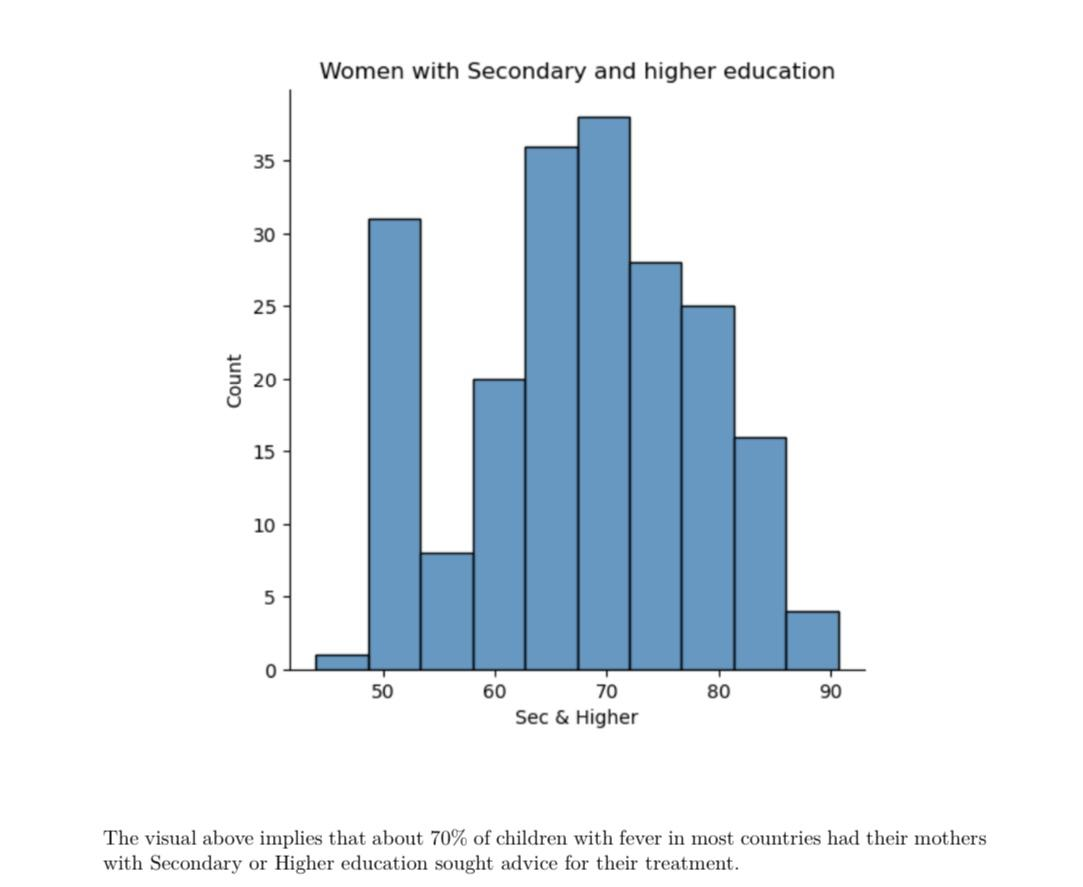 Women with Secondary and higher education
35
30
25
20
15
10
5
0
Count
50 60 70 80 90
Sec & Higher
The visual above implies that about 70% of children with fever in most countries had their mothers
with Secondary or Higher education sought advice for their treatment.